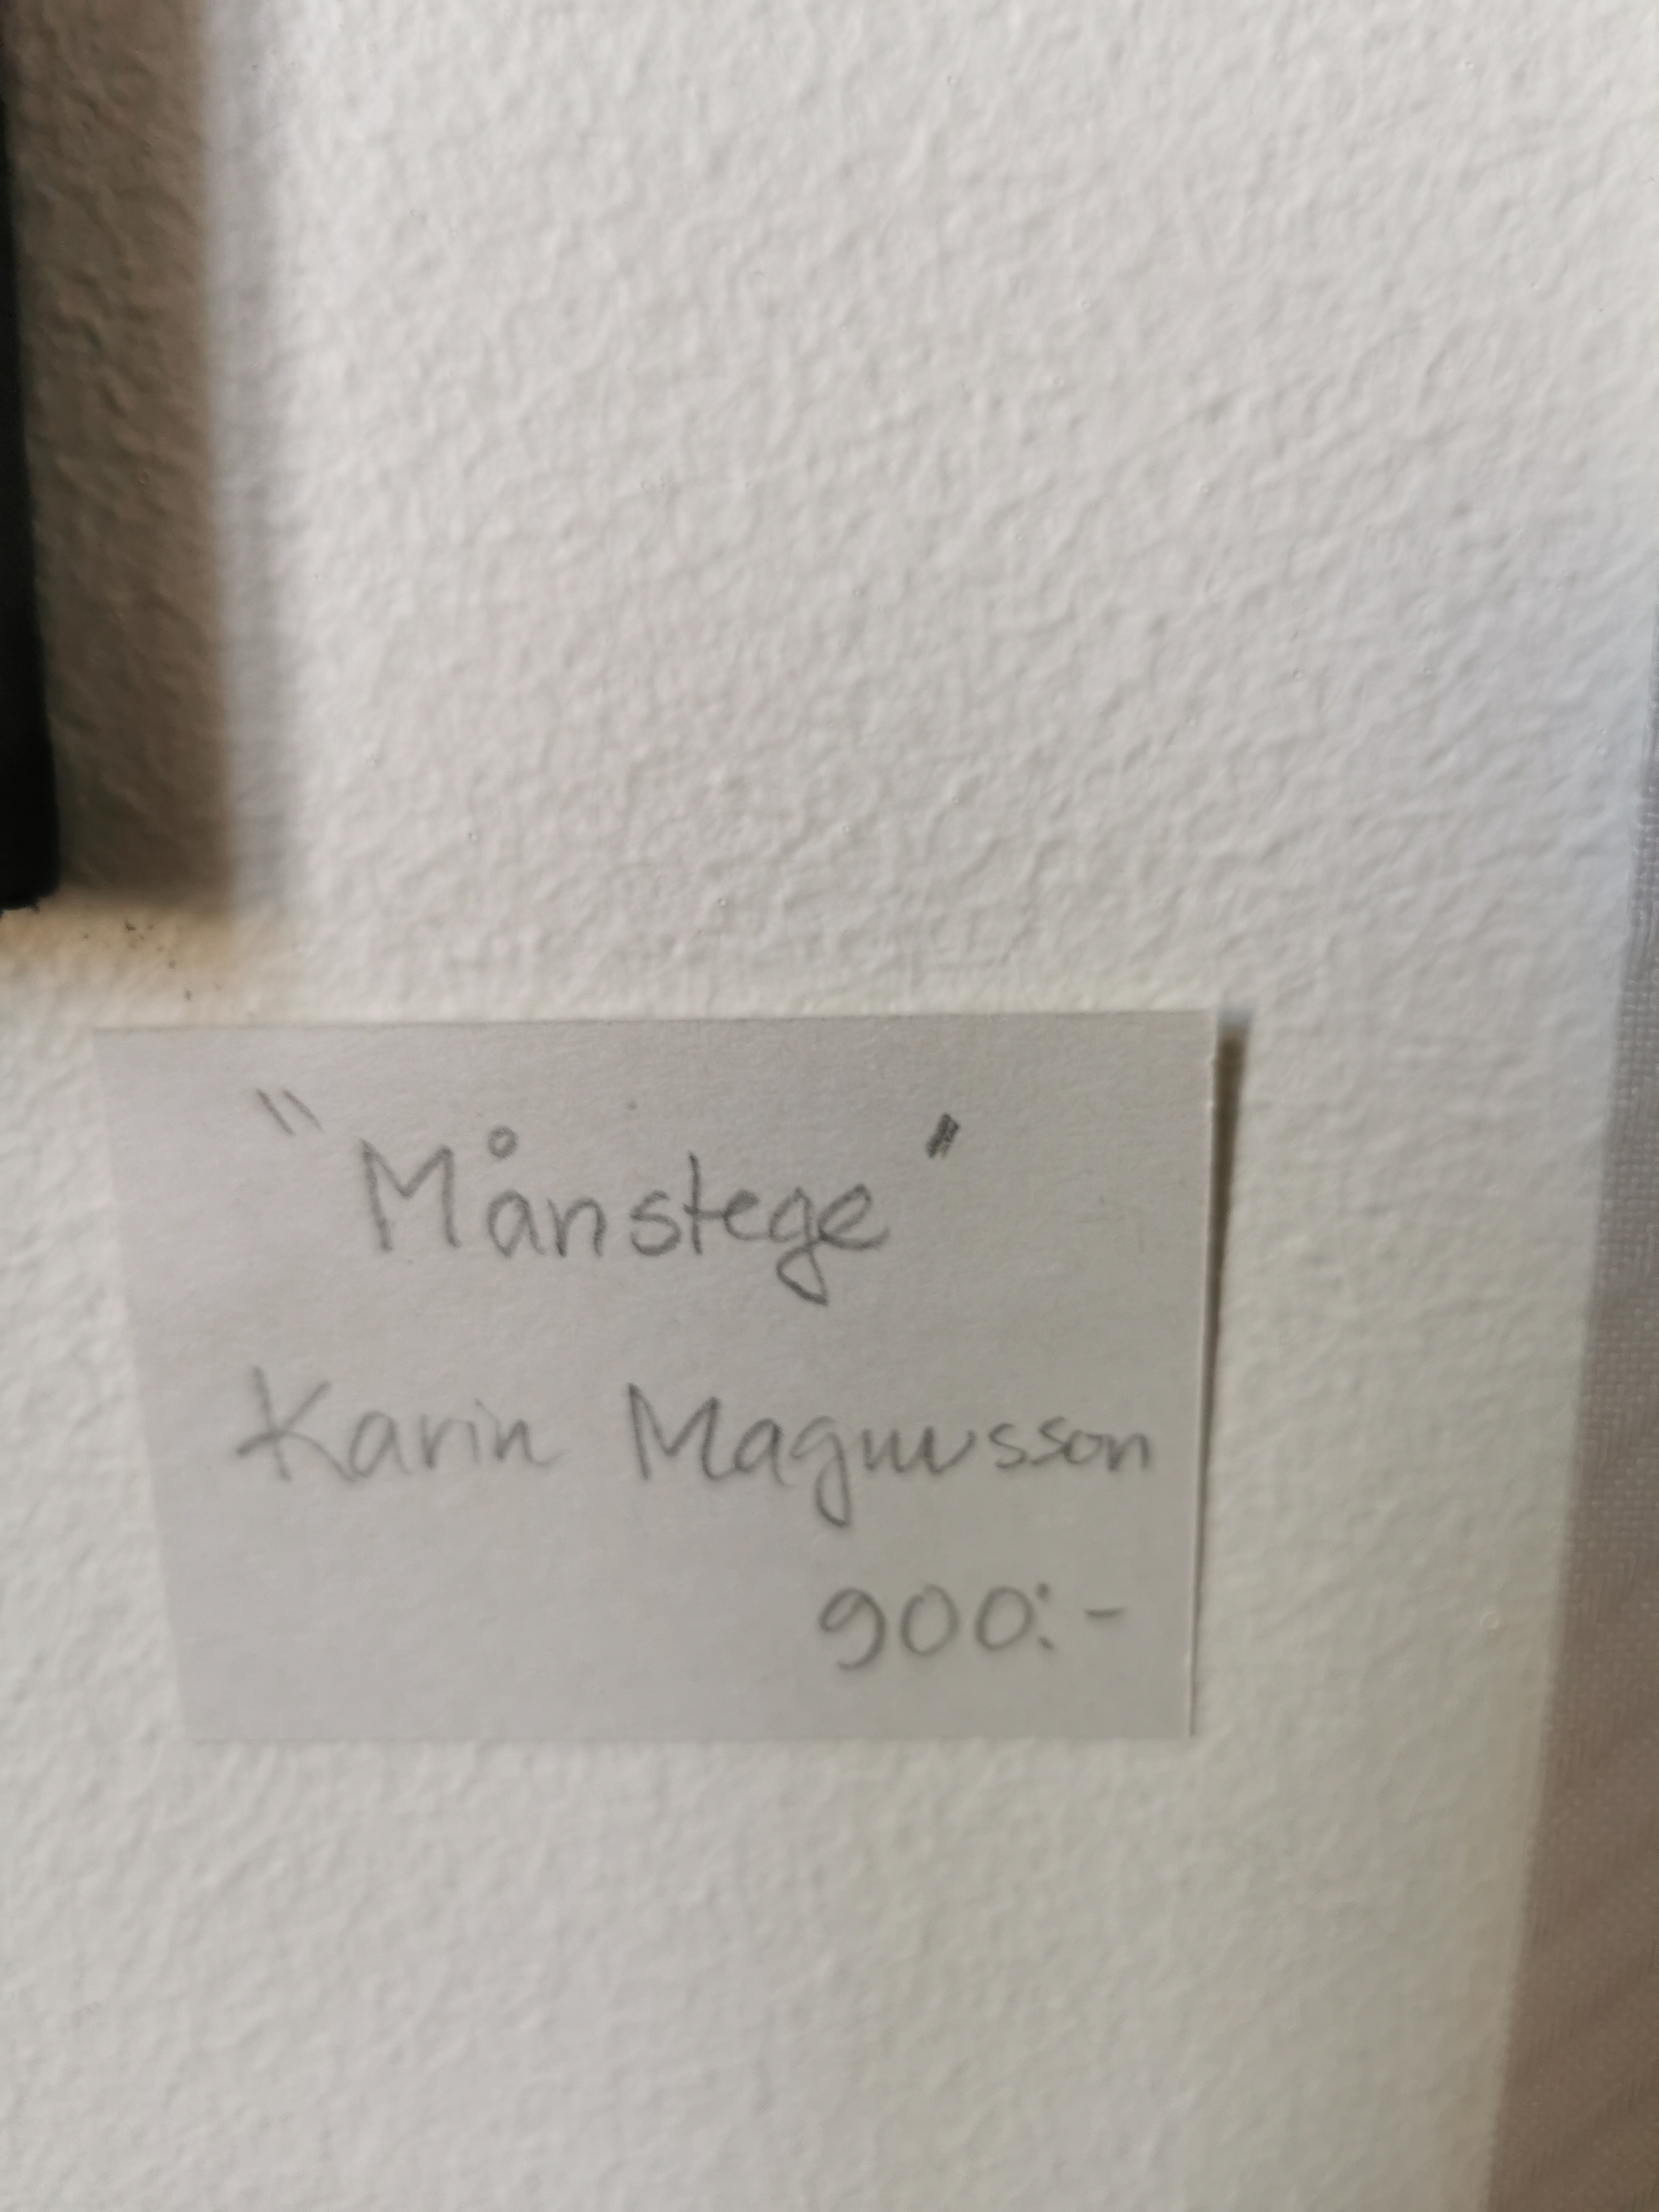 "Månstege"
Karin Magnusson
900:-